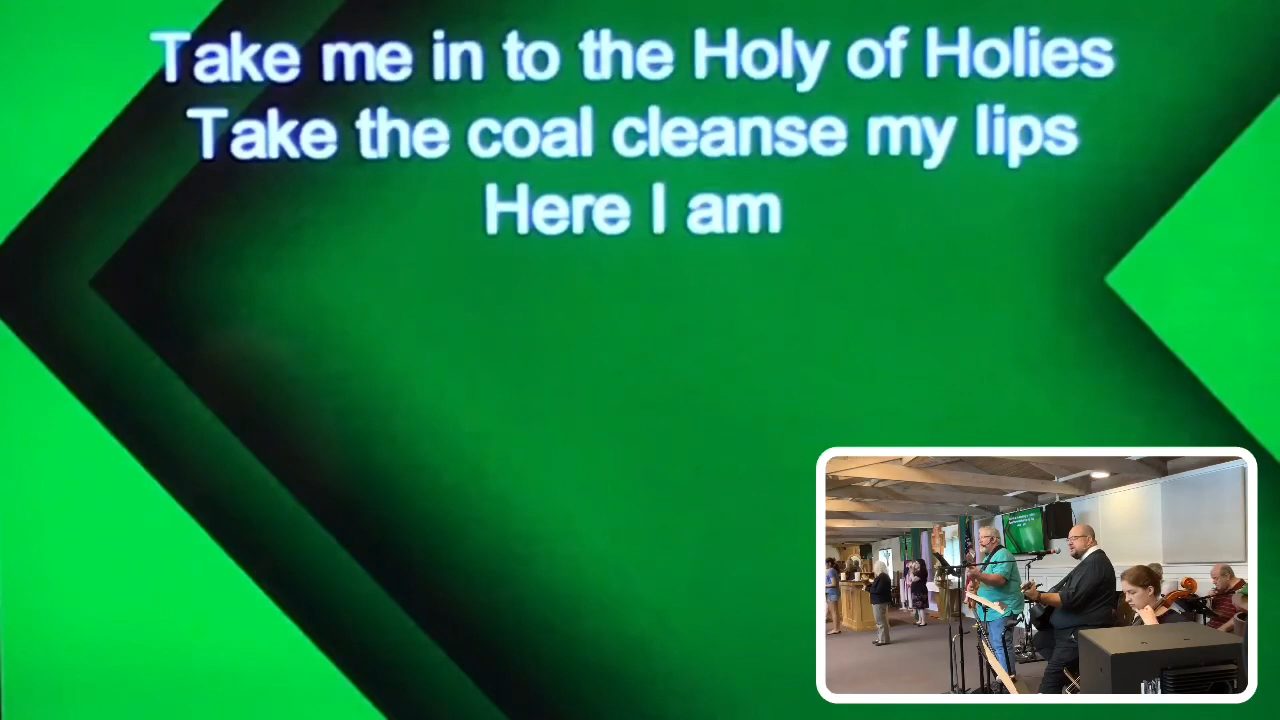 Take me in to the Holy of Holies
Take the coal cleanse my lips
Here I am